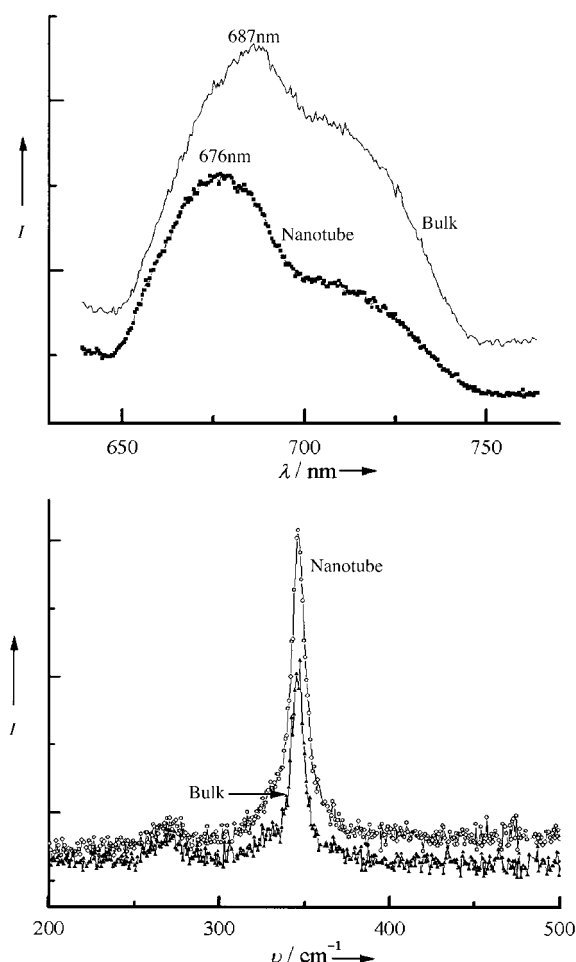 687nm
676nm
I
Nanotube
Bulk
650
700
750
λ / nm
Nanotube
I
Bulk
200
300
400
500
υ / cm⁻¹